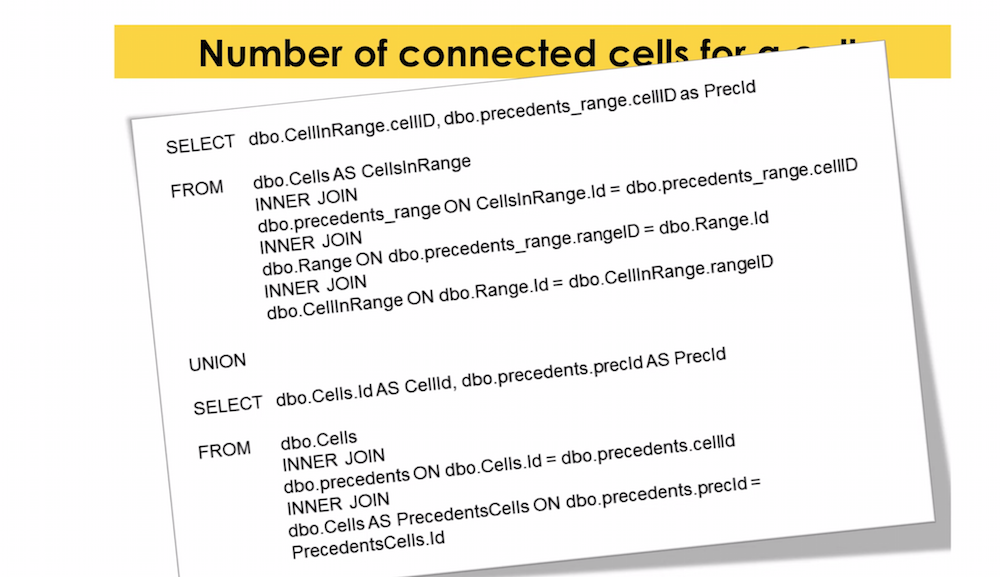 Number of connected cells for a cell
SELECT dbo.CellInRange.cellID, dbo.precedents_range.cellID as PrecId
FROM dbo.Cells AS CellsInRange
INNER JOIN
dbo.precedents_range ON CellsInRange.Id = dbo.precedents_range.cellID
INNER JOIN
dbo.Range ON dbo.precedents_range.rangeID = dbo.Range.Id
INNER JOIN
dbo.CellInRange ON dbo.Range.Id = dbo.CellInRange.rangeID
UNION
SELECT dbo.Cells.Id AS CellId, dbo.precedents.precId AS PrecId
FROM dbo.Cells
INNER JOIN
dbo.precedents ON dbo.Cells.Id = dbo.precedents.cellId
INNER JOIN
dbo.Cells AS PrecedentsCells ON dbo.precedents.precId =
PrecedentsCells.Id